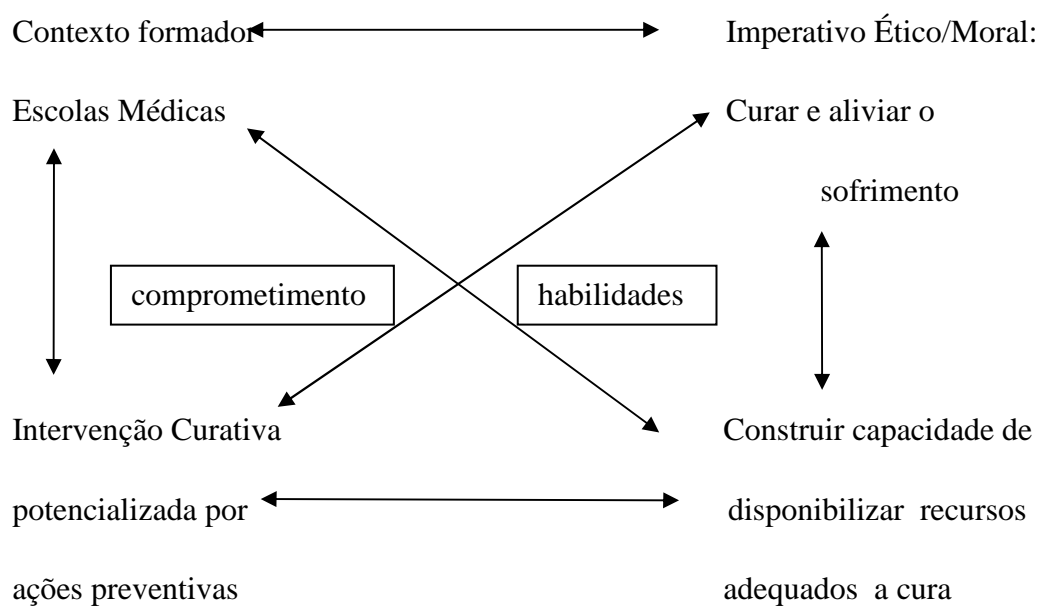 Contexto formador
Imperativo Ético/Moral:
Escolas Médicas
Curar e aliviar o
sofrimento
comprometimento
habilidades
Intervenção Curativa
Construir capacidade de
potencializada por
disponibilizar recursos
ações preventivas
adequados a cura